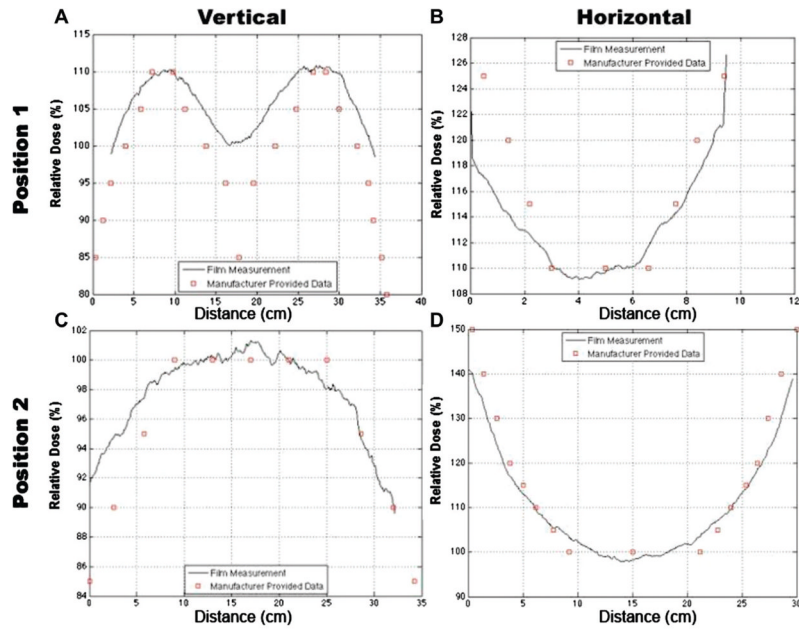 Vertical
Horizontal
Position 1
Position 2
A
115
110
105
100
95
90
85
80
Relative Dose (%)
0
5
10
15
20
25
30
35
40
Distance (cm)
Film Measurement
Manufacturer Provided Data
B
128
126
124
122
120
118
116
114
112
110
108
Relative Dose (%)
0
2
4
6
8
10
12
Distance (cm)
Film Measurement
Manufacturer Provided Data
C
102
100
98
96
94
92
90
88
86
84
Relative Dose (%)
0
5
10
15
20
25
30
35
Distance (cm)
Film Measurement
Manufacturer Provided Data
D
150
140
130
120
110
100
90
Relative Dose (%)
0
5
10
15
20
25
30
Distance (cm)
Film Measurement
Manufacturer Provided Data